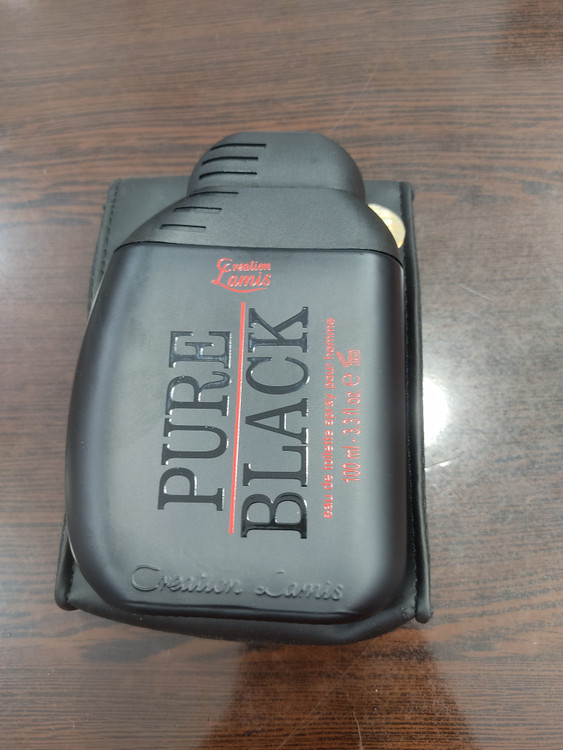 Creation
Lamis
PURE
BLACK
eau de toilette spray pour homme
100 ml - 3.3 fl oz e
Creation Lamis